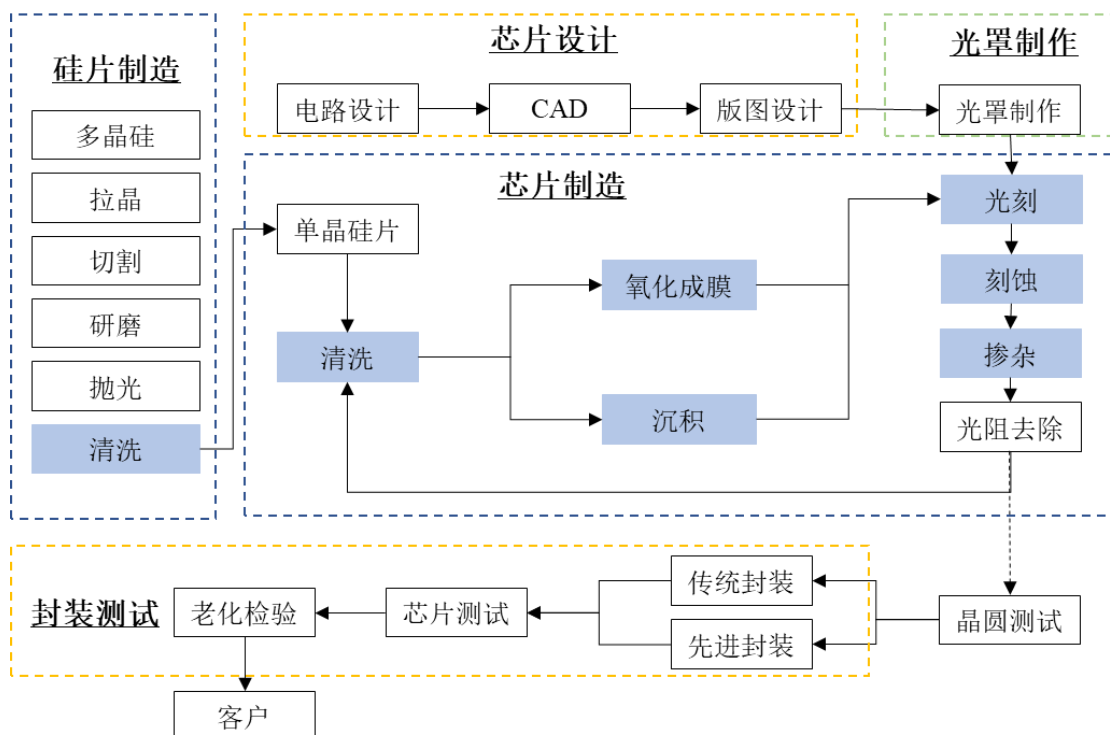 硅片制造
多晶硅
拉晶
切割
研磨
抛光
清洗
芯片设计
电路设计
CAD
版图设计
光罩制作
光罩制作
芯片制造
单晶硅片
清洗
氧化成膜
沉积
光刻
刻蚀
掺杂
光阻去除
封装测试
老化检验
芯片测试
传统封装
先进封装
晶圆测试
客户